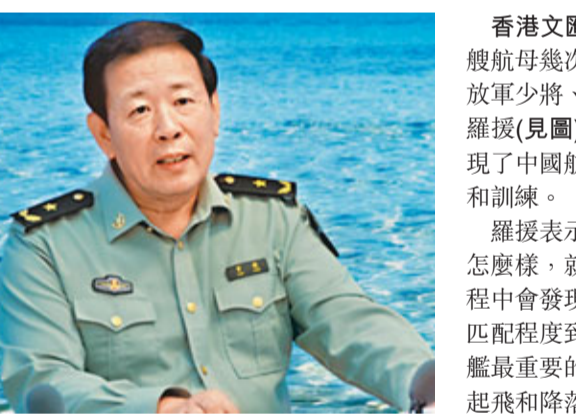 香港文匯
艘航母幾次
放軍少將、
羅援(見圖)
現了中國航
和訓練。
羅援表示
怎麼樣，就
程中會發現
匹配程度到
艦最重要的
起飛和降落